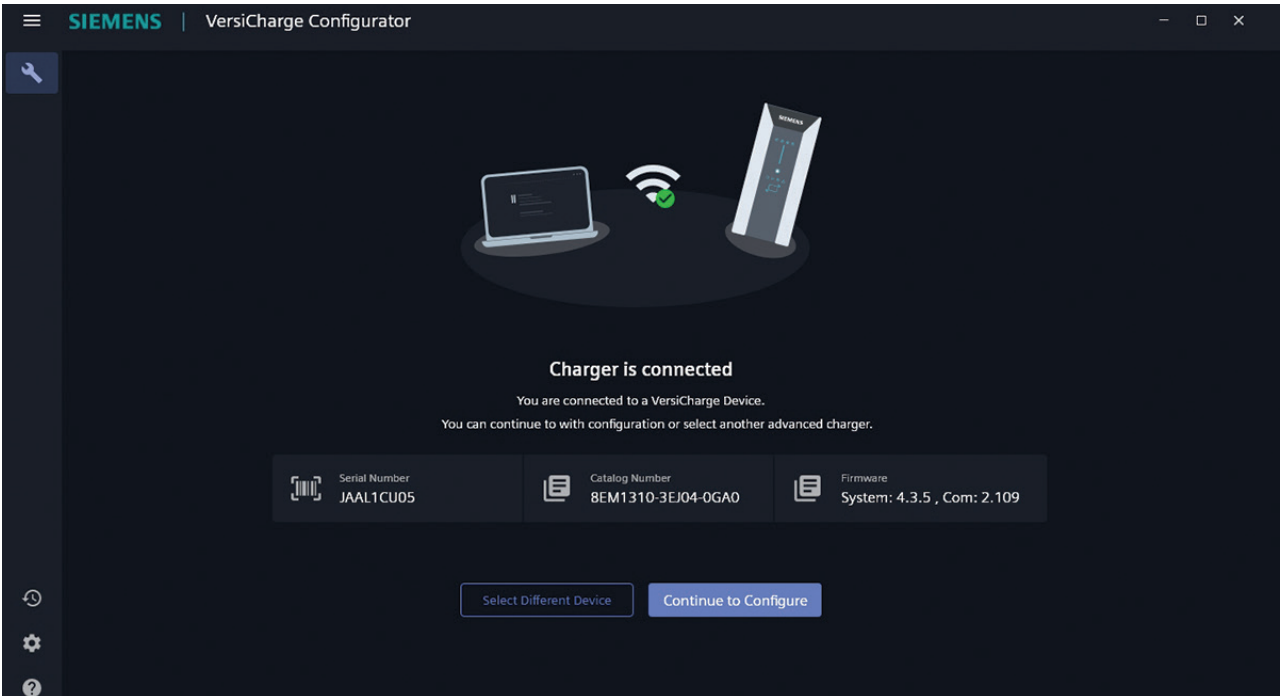 SIEMENS | VersiCharge Configurator
SIEMENS
Charger is connected
You are connected to a VersiCharge Device.
You can continue to with configuration or select another advanced charger.
Serial Number
JAAL1CU05
Catalog Number
8EM1310-3EJ04-0GA0
Firmware
System: 4.3.5 , Com: 2.109
Select Different Device
Continue to Configure